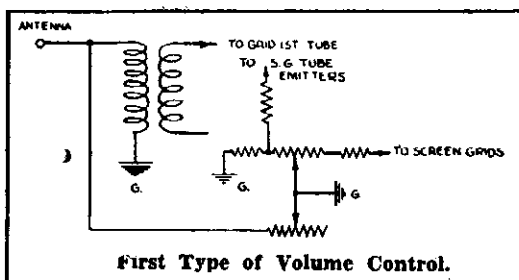 ANTENNA
TO GRID 1ST TUBE
TO S.G TUBE
EMITTERS
TO SCREEN GRIDS
G.
G.
G
First Type of Volume Control.